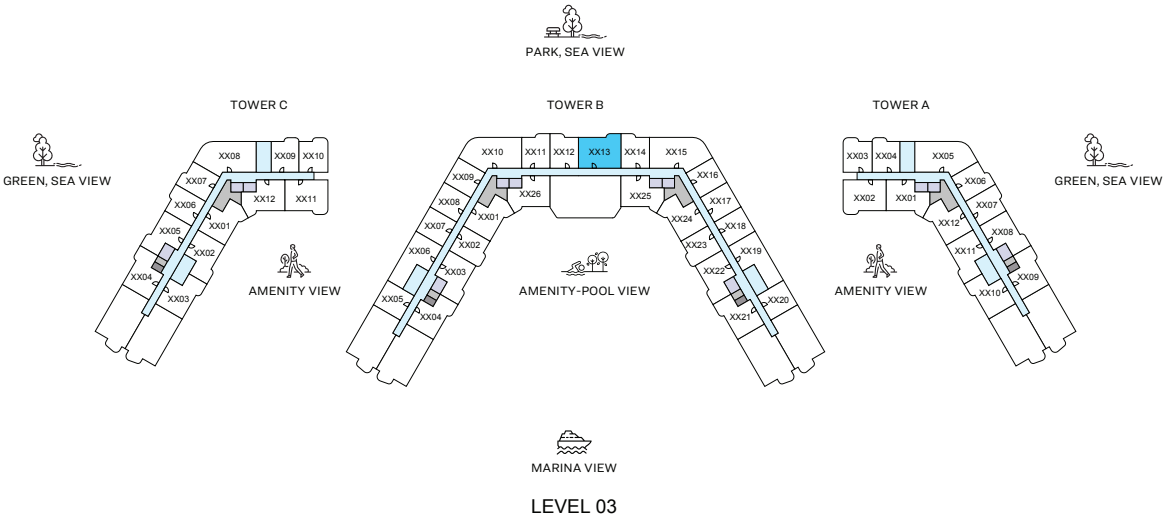 PARK, SEA VIEW
TOWER C
TOWER B
TOWER A
GREEN, SEA VIEW
GREEN, SEA VIEW
XX08
XX09
XX10
XX07
XX06
XX05
XX04
XX12
XX11
XX01
XX02
XX03
AMENITY VIEW
XX10
XX11
XX12
XX13
XX14
XX15
XX09
XX08
XX07
XX06
XX05
XX26
XX01
XX02
XX03
XX04
XX25
XX24
XX23
XX22
XX21
XX16
XX17
XX18
XX19
XX20
AMENITY-POOL VIEW
XX03
XX04
XX05
XX02
XX01
XX06
XX07
XX08
XX09
XX12
XX11
XX10
AMENITY VIEW
MARINA VIEW
LEVEL 03